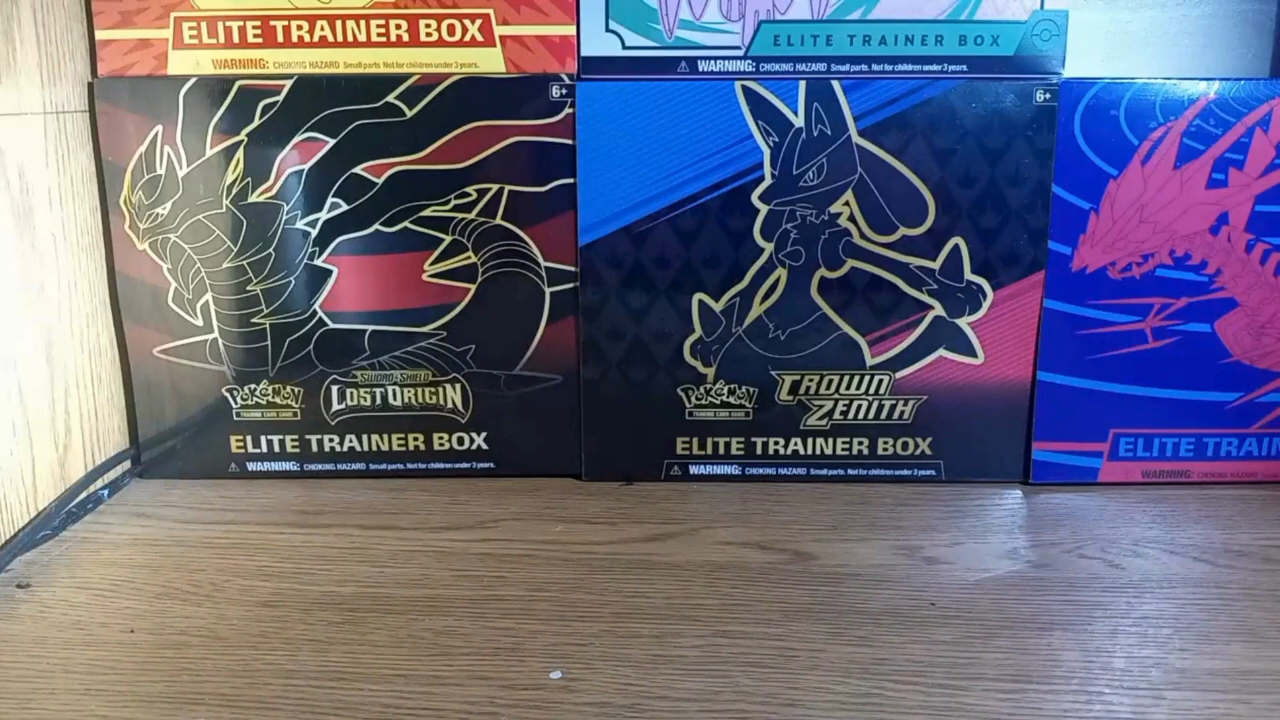 ELITE TRAINER BOX
WARNING: CHOKING HAZARD Small parts. Not for children under 3 years.
ELITE TRAINER BOX
WARNING: CHOKING HAZARD Small parts. Not for children under 3 years.
6+
POKÉMON
TRADING CARD GAME
SWORD & SHIELD
LOST ORIGIN
ELITE TRAINER BOX
WARNING: CHOKING HAZARD Small parts. Not for children under 3 years.
6+
POKÉMON
TRADING CARD GAME
CROWN
ZENITH
ELITE TRAINER BOX
WARNING: CHOKING HAZARD Small parts. Not for children under 3 years.
ELITE TRAIN
WARNING: CHOKING HAZARD